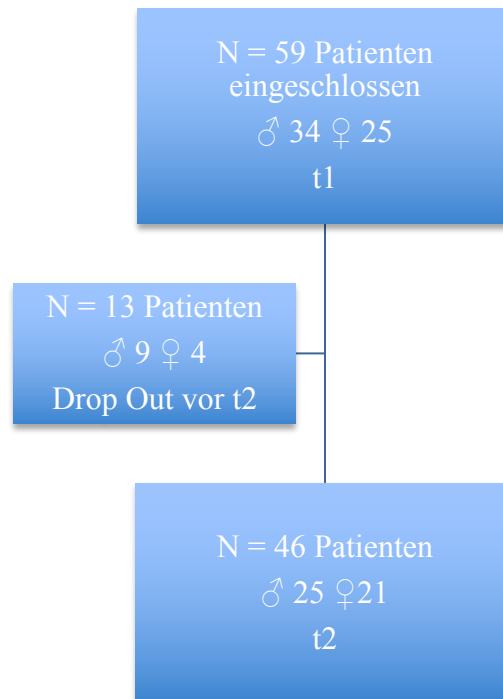 N = 59 Patienten
eingeschlossen
♂ 34 ♀ 25
t1
N = 13 Patienten
♂ 9 ♀ 4
Drop Out vor t2
N = 46 Patienten
♂ 25 ♀21
t2